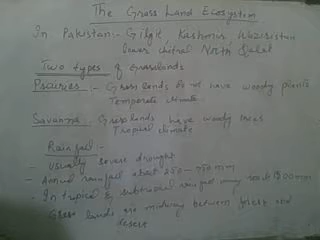 The Grass Land Ecosystem
In Pakistan:- Gilgit, Kashmir Waziristan
lower chitral North Kalat
Two types of Grasslands
Prairies - Grass lands do not have woody plants
Temperate climate
Savanna - Grasslands have woody trees
Tropical climate
Rainfall -
- Usually severe drought
- Annual rainfall about 250 - 750 mm
- In tropical & subtropical rainfall may reach 1500 mm
- Grass lands are midway between forest and
desert